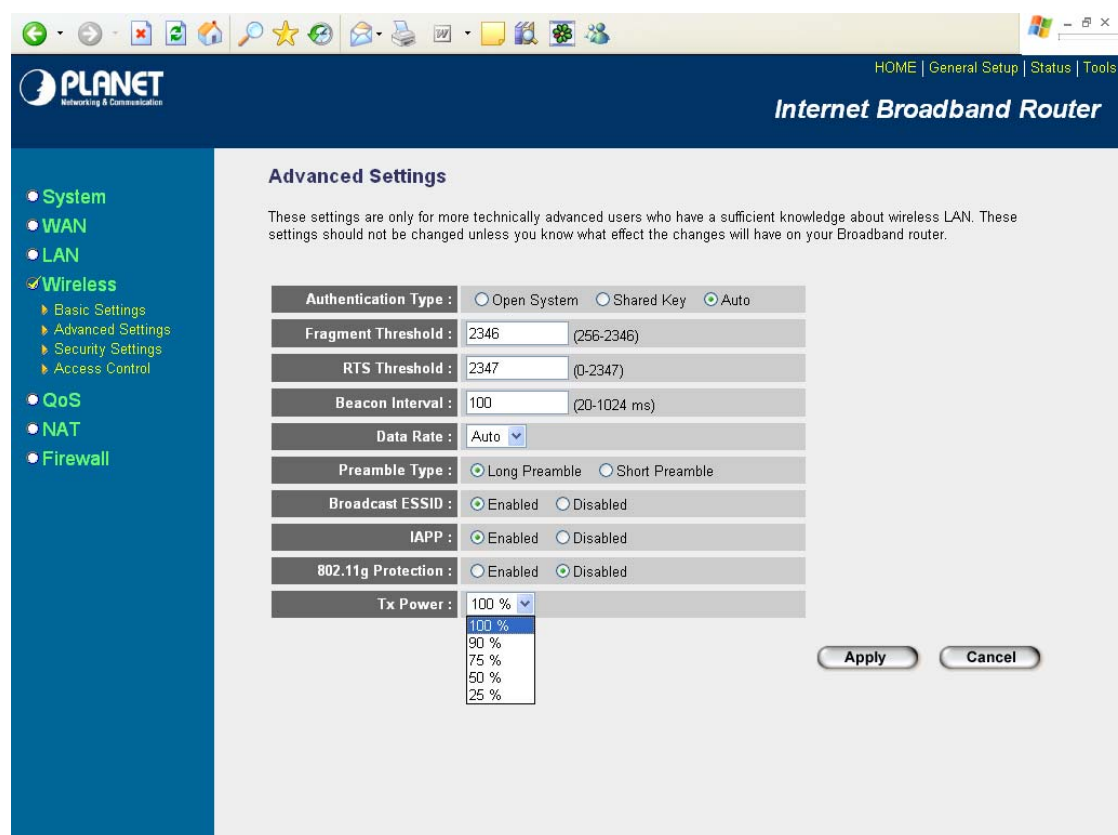 HOME | General Setup | Status | Tools
PLANET
Networking & Communication
Internet Broadband Router
System
WAN
LAN
Wireless
Basic Settings
Advanced Settings
Security Settings
Access Control
QoS
NAT
Firewall
Advanced Settings
These settings are only for more technically advanced users who have a sufficient knowledge about wireless LAN. These
settings should not be changed unless you know what effect the changes will have on your Broadband router.
Authentication Type : Open System Shared Key Auto
Fragment Threshold : 2346 (256-2346)
RTS Threshold : 2347 (0-2347)
Beacon Interval : 100 (20-1024 ms)
Data Rate : Auto
Preamble Type : Long Preamble Short Preamble
Broadcast ESSID : Enabled Disabled
IAPP : Enabled Disabled
802.11g Protection : Enabled Disabled
Tx Power : 100 %
100 %
90 %
75 %
50 %
25 %
Apply Cancel